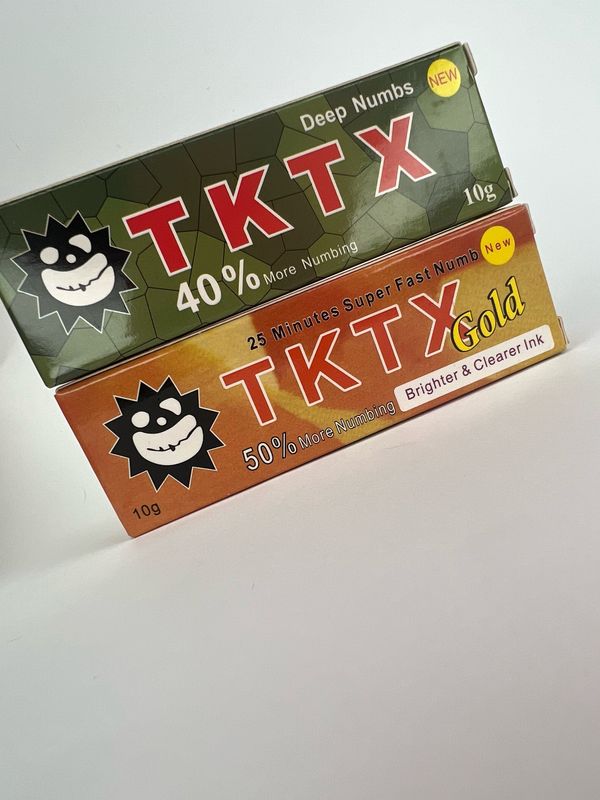 NEW
Deep Numbs
TKTX
10g
40% More Numbing
New
25 Minutes Super Fast Numb
TKTX Gold
50% More Numbing
Brighter & Clearer Ink
10g